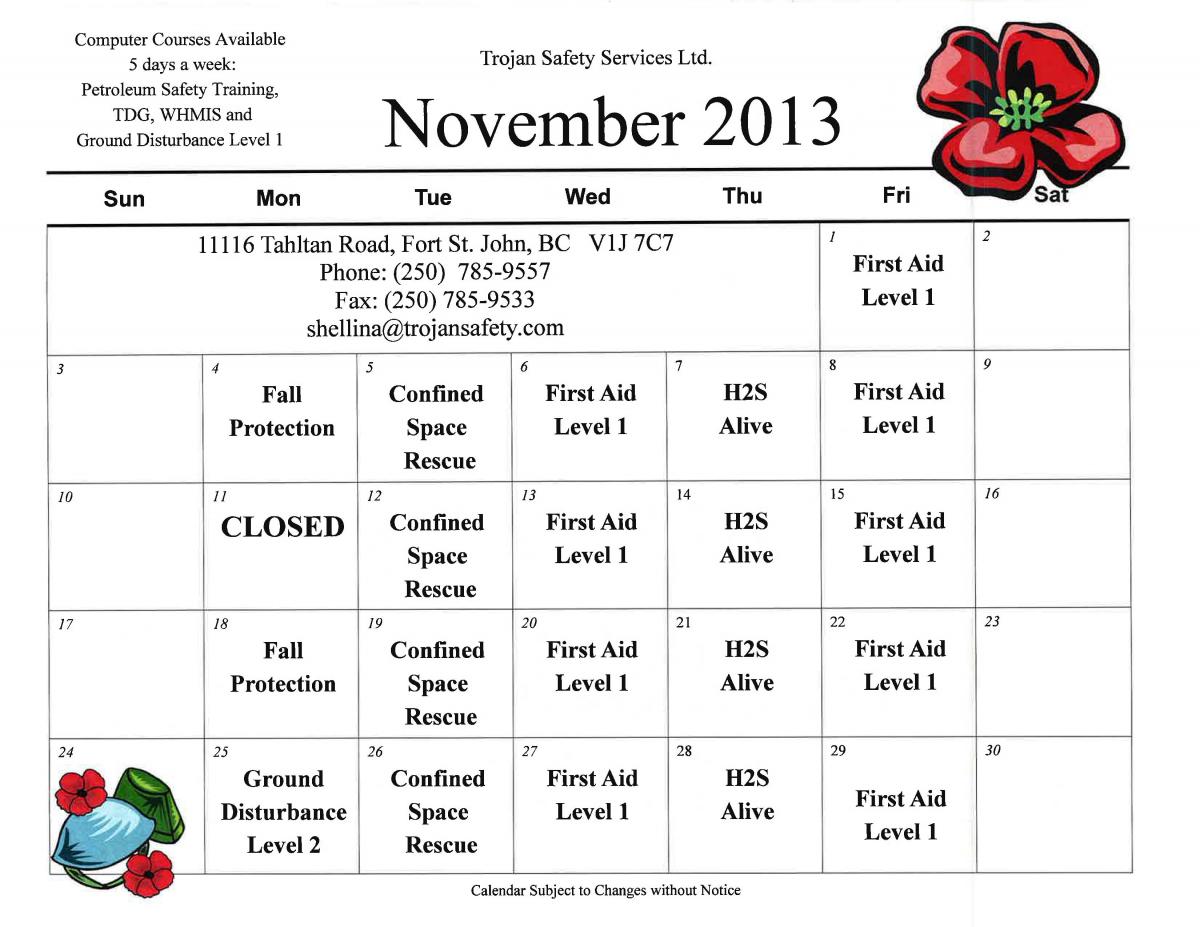 Computer Courses Available
5 days a week:
Petroleum Safety Training,
TDG, WHMIS and
Ground Disturbance Level 1
Trojan Safety Services Ltd.
November 2013
Sun Mon Tue Wed Thu Fri Sat
11116 Tahltan Road, Fort St. John, BC V1J 7C7
Phone: (250) 785-9557
Fax: (250) 785-9533
shellina@trojansafety.com
1
First Aid
Level 1
2
3
4
Fall
Protection
5
Confined
Space
Rescue
6
First Aid
Level 1
7
H2S
Alive
8
First Aid
Level 1
9
10
11
CLOSED
12
Confined
Space
Rescue
13
First Aid
Level 1
14
H2S
Alive
15
First Aid
Level 1
16
17
18
Fall
Protection
19
Confined
Space
Rescue
20
First Aid
Level 1
21
H2S
Alive
22
First Aid
Level 1
23
24
25
Ground
Disturbance
Level 2
26
Confined
Space
Rescue
27
First Aid
Level 1
28
H2S
Alive
29
First Aid
Level 1
30
Calendar Subject to Changes without Notice